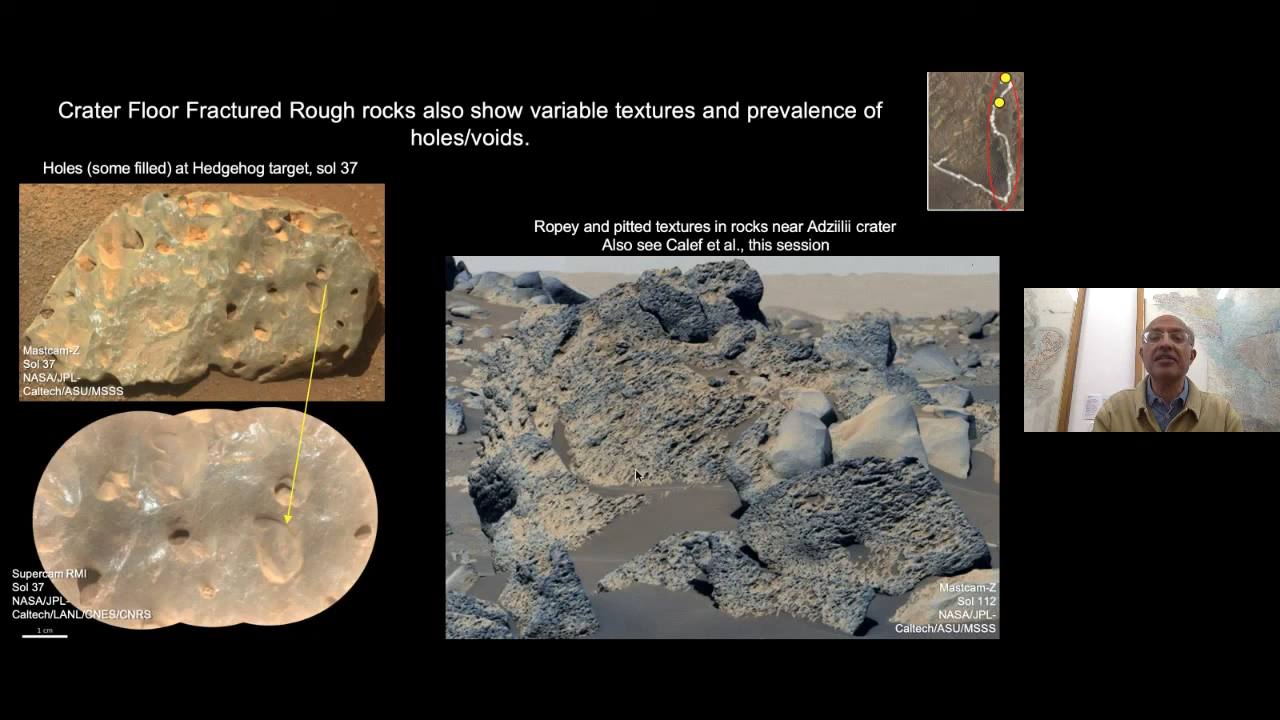 Crater Floor Fractured Rough rocks also show variable textures and prevalence of
holes/voids.
Holes (some filled) at Hedgehog target, sol 37
Mastcam-Z
Sol 37
NASA/JPL-
Caltech/ASU/MSSS
Supercam RMI
Sol 37
NASA/JPL-
Caltech/LANL/CNES/CNRS
1 cm
Ropey and pitted textures in rocks near Adziilii crater
Also see Calef et al., this session
Mastcam-Z
Sol 112
NASA/JPL-
Caltech/ASU/MSSS